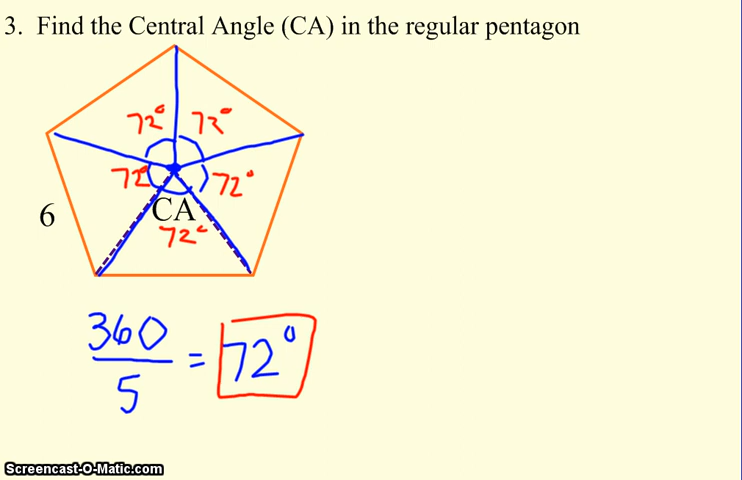 3. Find the Central Angle (CA) in the regular pentagon
72° 72°
72° 72°
6 CA
72°
360
5
= 72°
Screencast-O-Matic.com